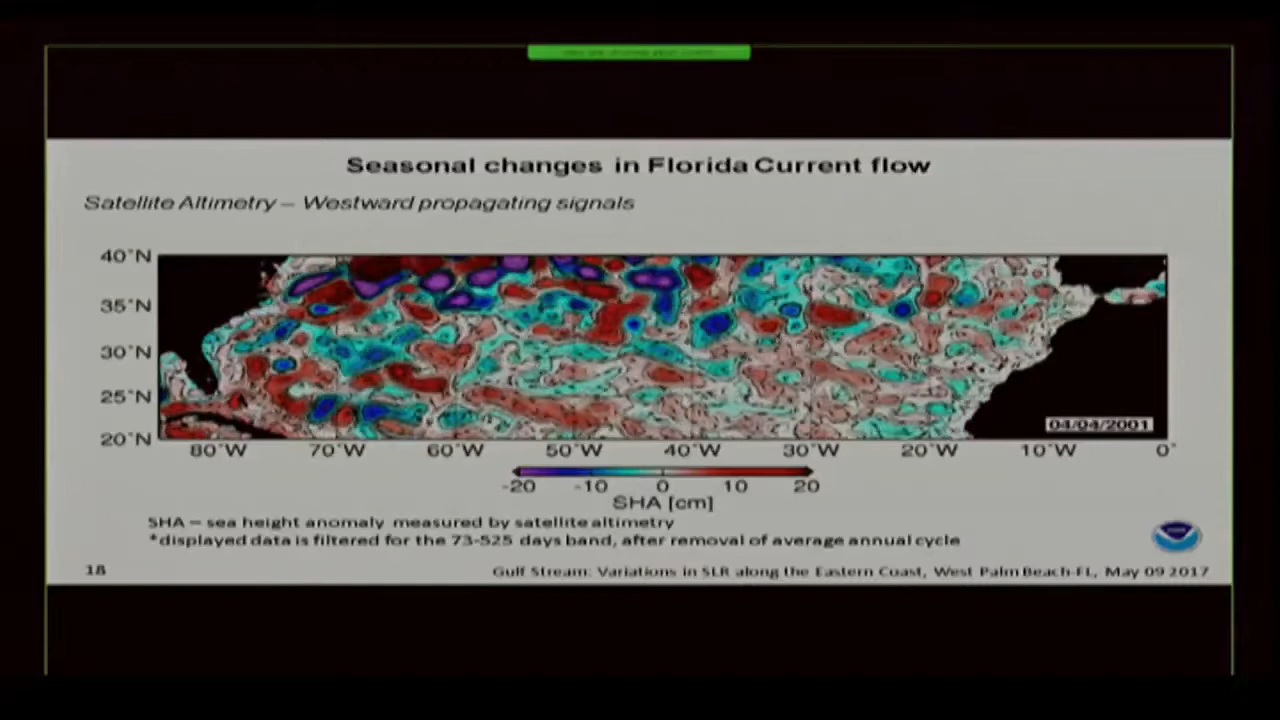 Seasonal changes in Florida Current flow
Satellite Altimetry – Westward propagating signals
40°N
35°N
30°N
25°N
20°N
04/04/2001
80°W 70°W 60°W 50°W 40°W 30°W 20°W 10°W 0°
-20 -10 0 10 20
SHA [cm]
SHA – sea height anomaly measured by satellite altimetry
*displayed data is filtered for the 73-525 days band, after removal of average annual cycle
18
Gulf Stream: Variations in SLR along the Eastern Coast, West Palm Beach-FL, May 09 2017